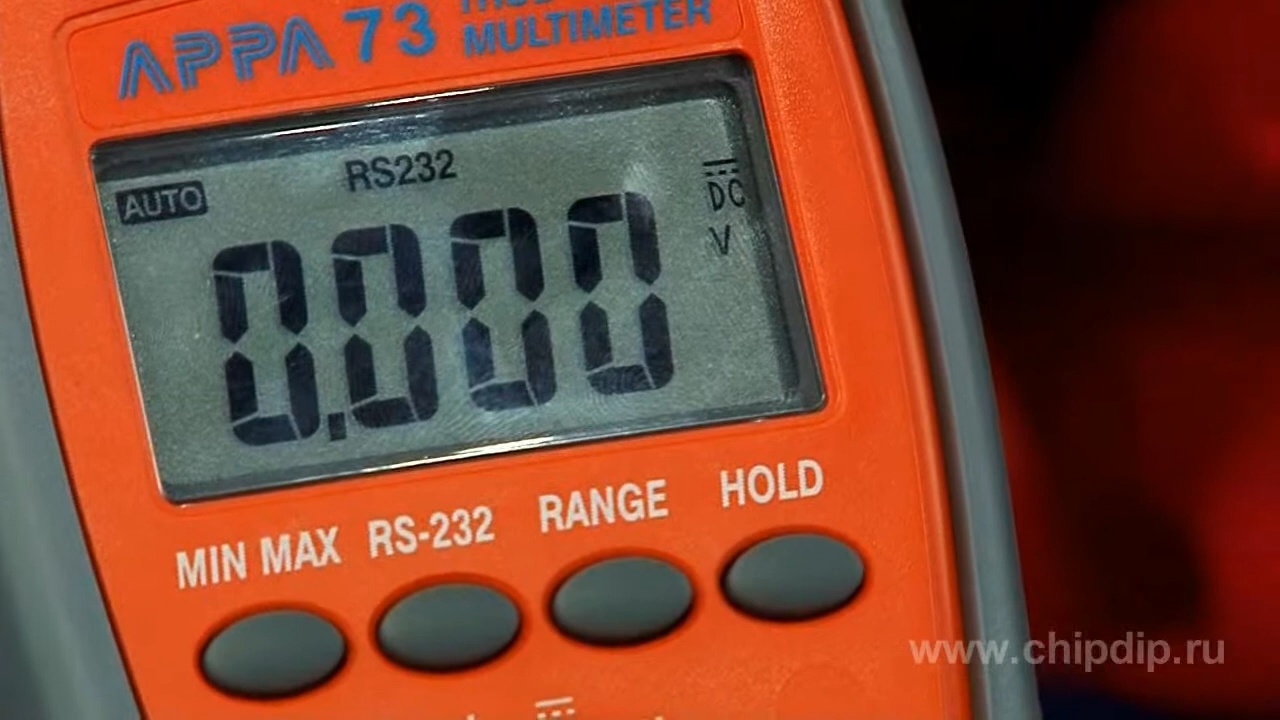 APPA 73
MULTIMETER
RS232
AUTO
DC
V
0.000
MIN MAX RS-232 RANGE HOLD
www.chipdip.ru